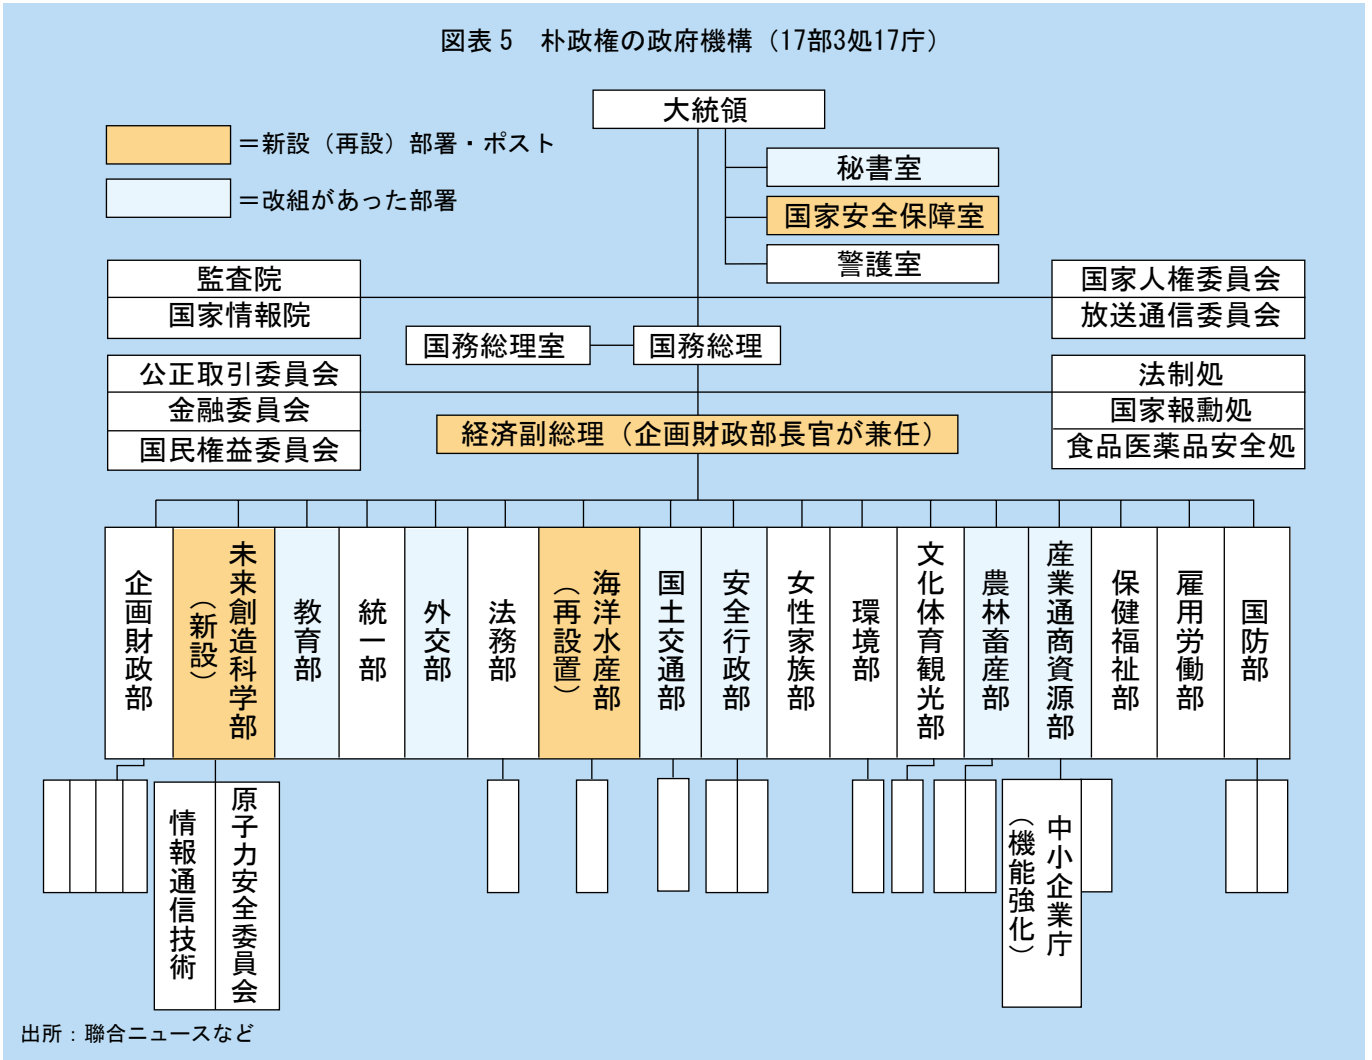 図表5　朴政権の政府機構（17部3処17庁）
大統領
＝新設（再設）部署・ポスト
＝改組があった部署
秘書室
国家安全保障室
警護室
監査院
国家情報院
国家人権委員会
放送通信委員会
国務総理室
国務総理
公正取引委員会
金融委員会
国民権益委員会
法制処
国家報勳処
食品医薬品安全処
経済副総理（企画財政部長官が兼任）
企画財政部
未来創造科学部
（新設）
教育部
統一部
外交部
法務部
海洋水産部
（再設置）
国土交通部
安全行政部
女性家族部
環境部
文化体育観光部
農林畜産部
産業通商資源部
保健福祉部
雇用労働部
国防部
情報通信技術
原子力安全委員会
中小企業庁
（機能強化）
出所：聯合ニュースなど